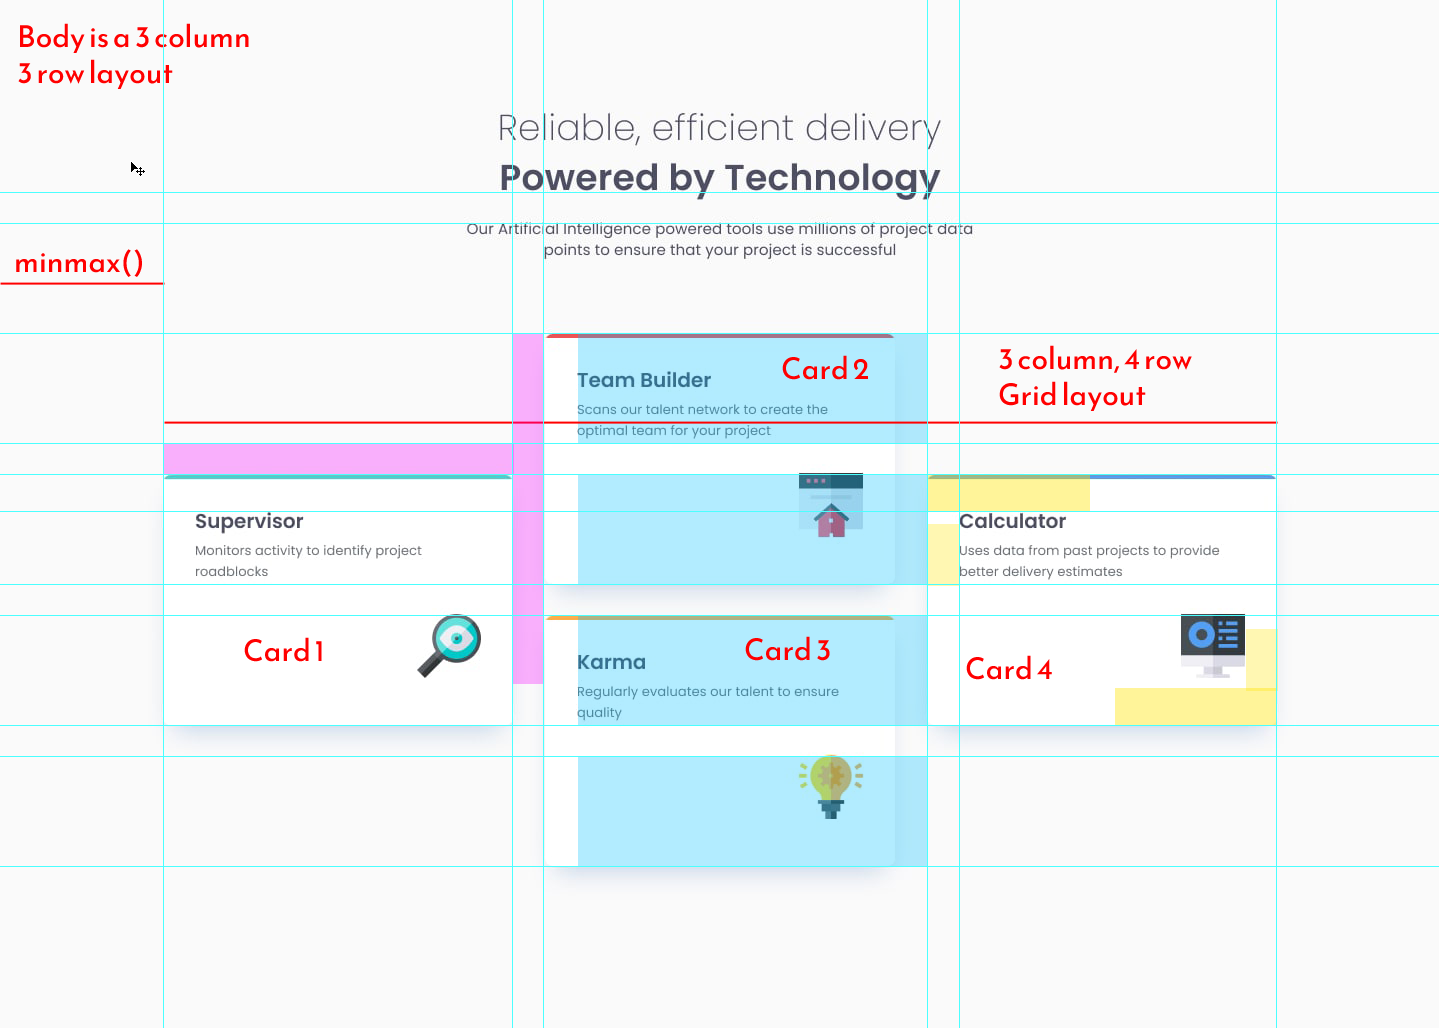 Body is a 3 column
3 row layout
Reliable, efficient delivery
Powered by Technology
Our Artificial Intelligence powered tools use millions of project data
points to ensure that your project is successful
minmax()
3 column, 4 row
Grid layout
Card 2
Team Builder
Scans our talent network to create the
optimal team for your project
Supervisor
Monitors activity to identify project
roadblocks
Card 1
Karma
Card 3
Regularly evaluates our talent to ensure
quality
Calculator
Uses data from past projects to provide
better delivery estimates
Card 4